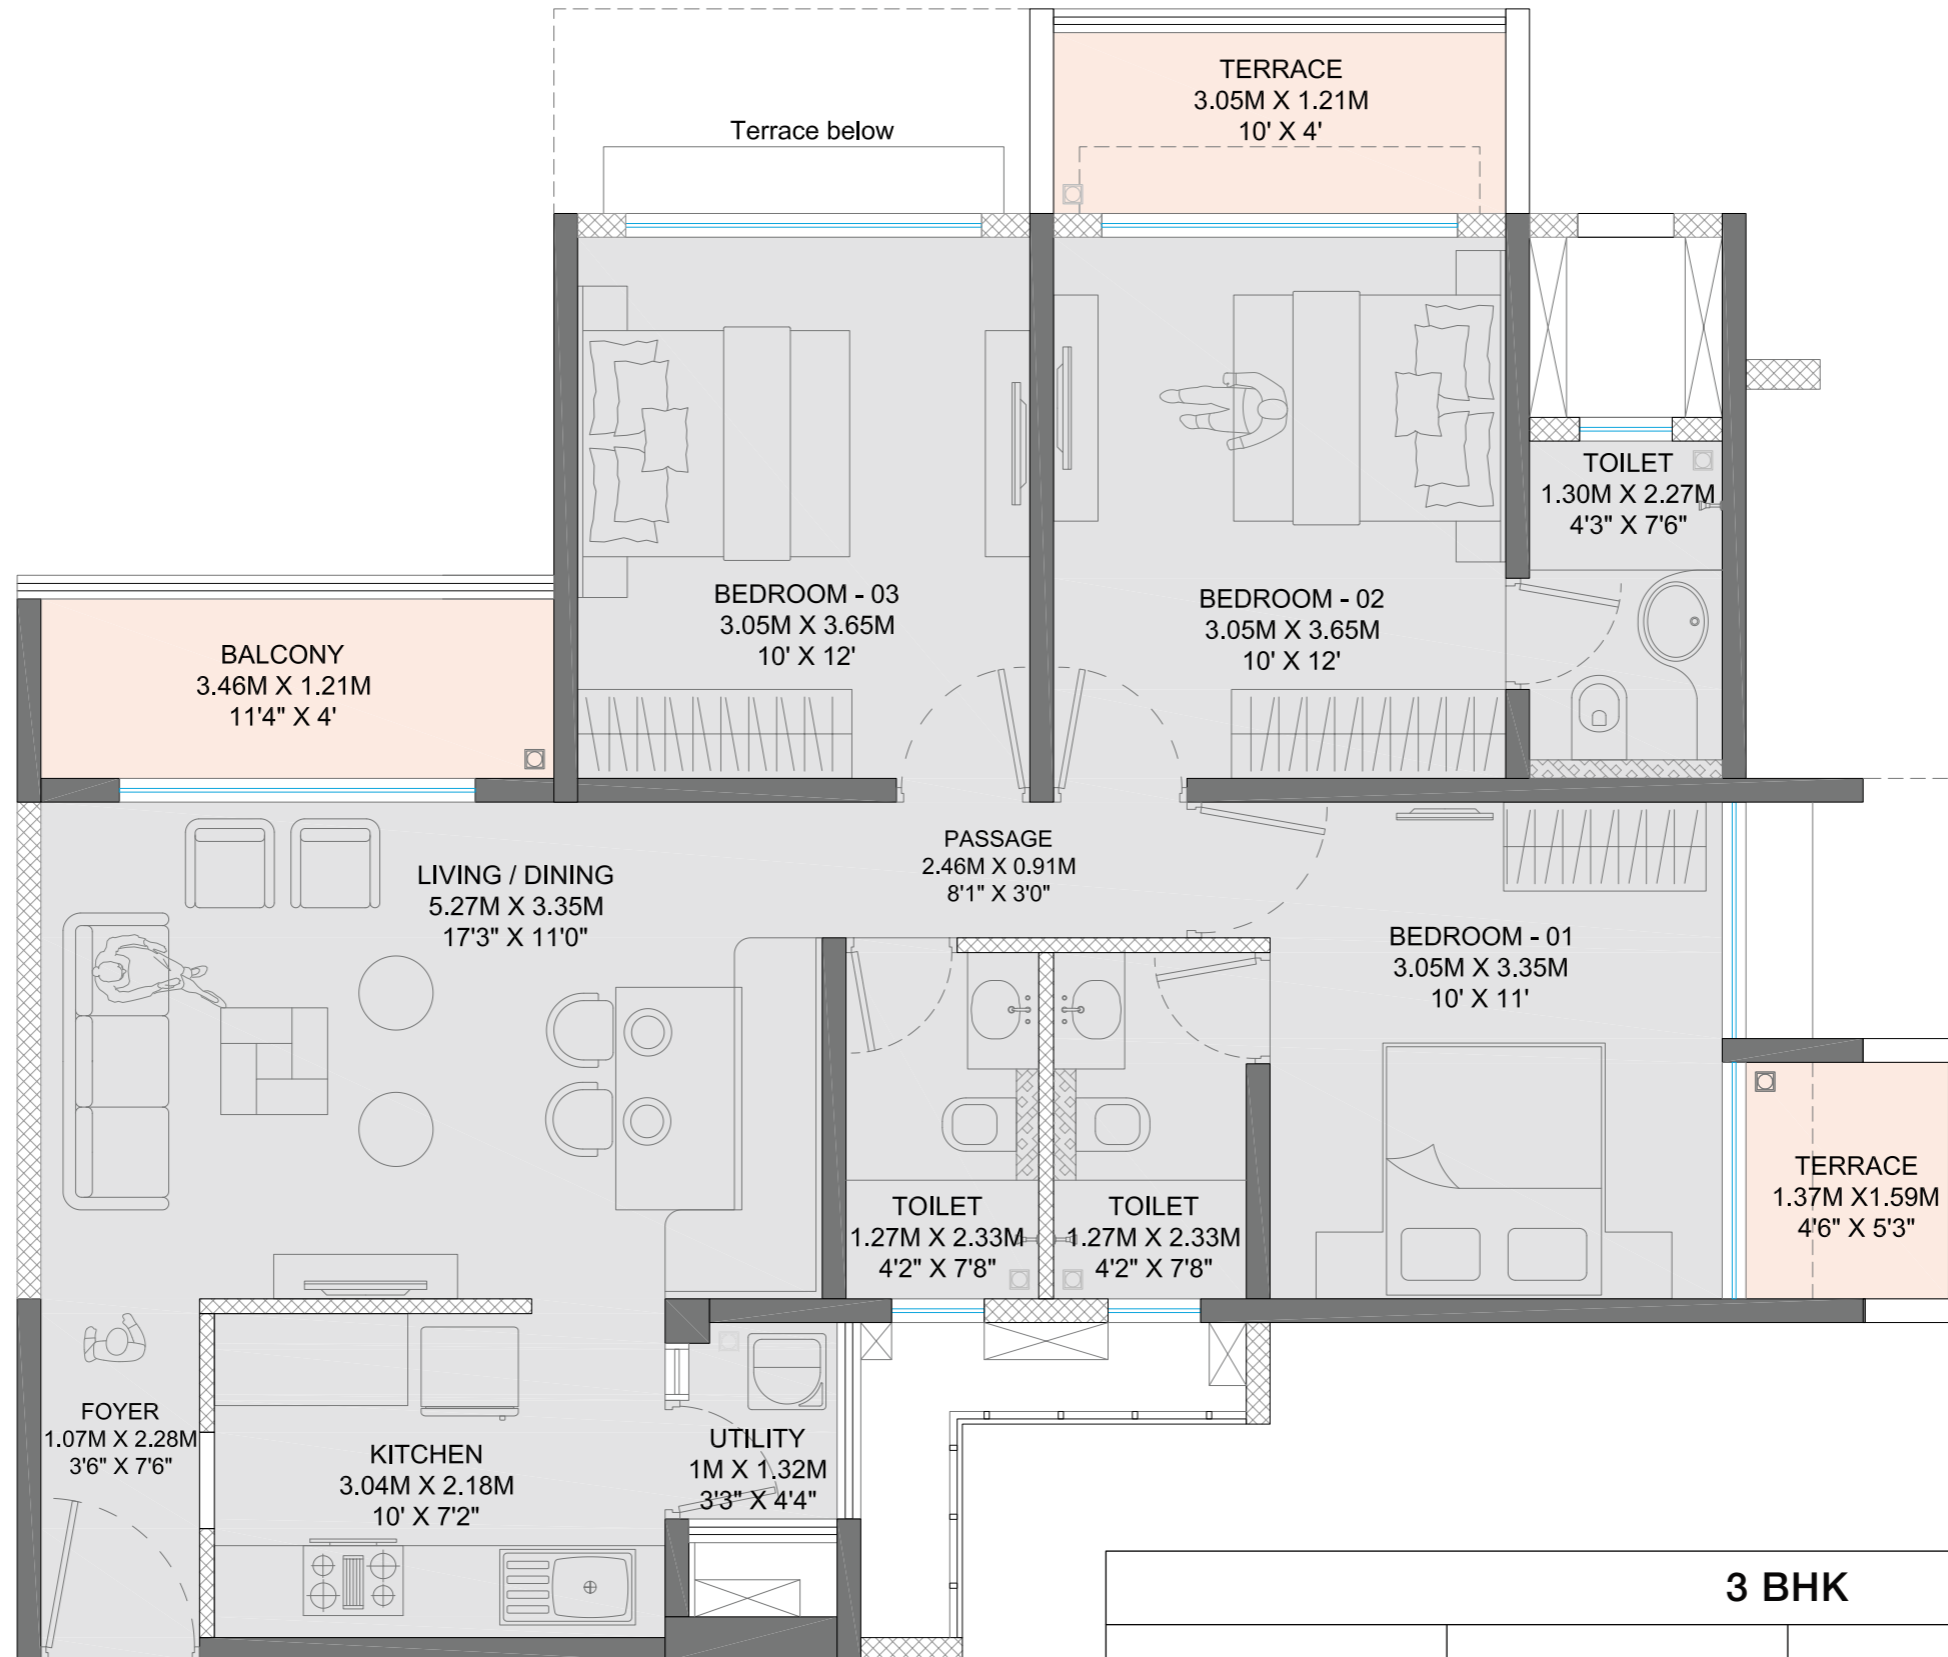 TERRACE
3.05M X 1.21M
10' X 4'
Terrace below
TOILET
1.30M X 2.27M
4'3" X 7'6"
BEDROOM - 03
3.05M X 3.65M
10' X 12'
BEDROOM - 02
3.05M X 3.65M
10' X 12'
BALCONY
3.46M X 1.21M
11'4" X 4'
PASSAGE
2.46M X 0.91M
8'1" X 3'0"
LIVING / DINING
5.27M X 3.35M
17'3" X 11'0"
BEDROOM - 01
3.05M X 3.35M
10' X 11'
TERRACE
1.37M X1.59M
4'6" X 5'3"
TOILET
1.27M X 2.33M
4'2" X 7'8"
TOILET
1.27M X 2.33M
4'2" X 7'8"
FOYER
1.07M X 2.28M
3'6" X 7'6"
KITCHEN
3.04M X 2.18M
10' X 7'2"
UTILITY
1M X 1.32M
3'3" X 4'4"
3 BHK